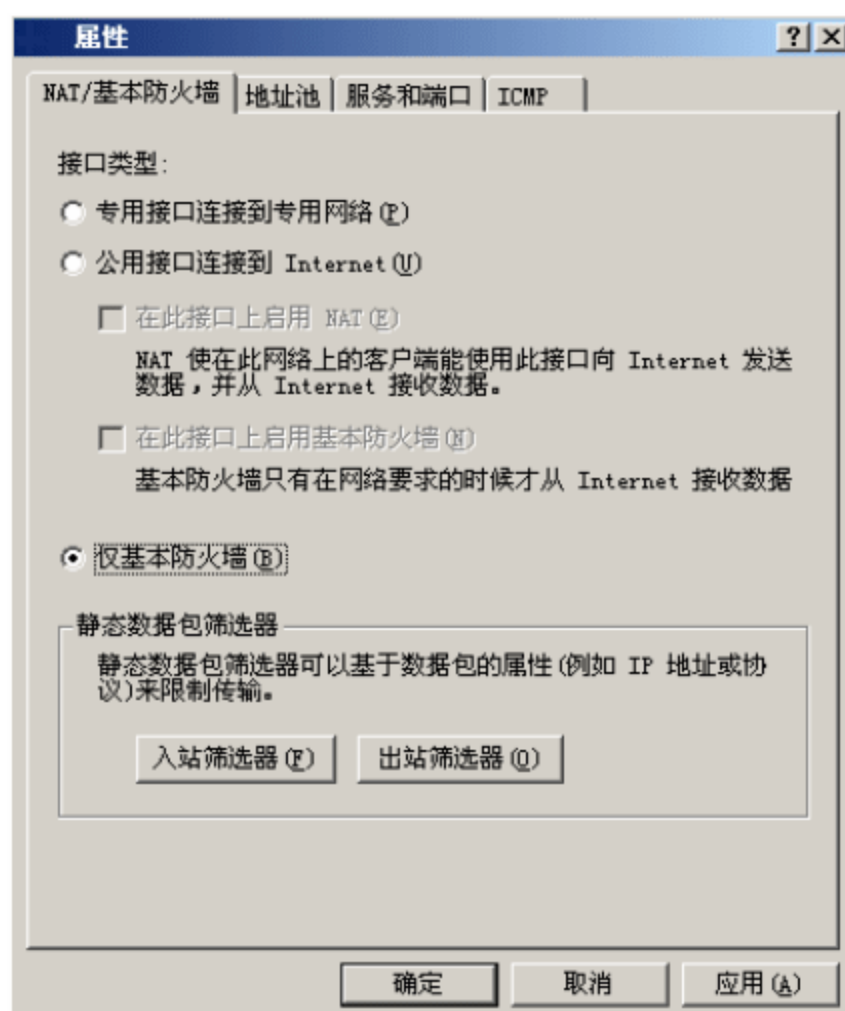 属性
NAT/基本防火墙 地址池 服务和端口 ICMP
接口类型:
专用接口连接到专用网络(P)
公用接口连接到 Internet(U)
在此接口上启用 NAT(E)
NAT 使在此网络上的客户端能使用此接口向 Internet 发送
数据，并从 Internet 接收数据。
在此接口上启用基本防火墙(N)
基本防火墙只有在网络要求的时候才从 Internet 接收数据
仅基本防火墙(B)
静态数据包筛选器
静态数据包筛选器可以基于数据包的属性(例如 IP 地址或协
议)来限制传输。
入站筛选器(F) 出站筛选器(O)
确定 取消 应用(A)